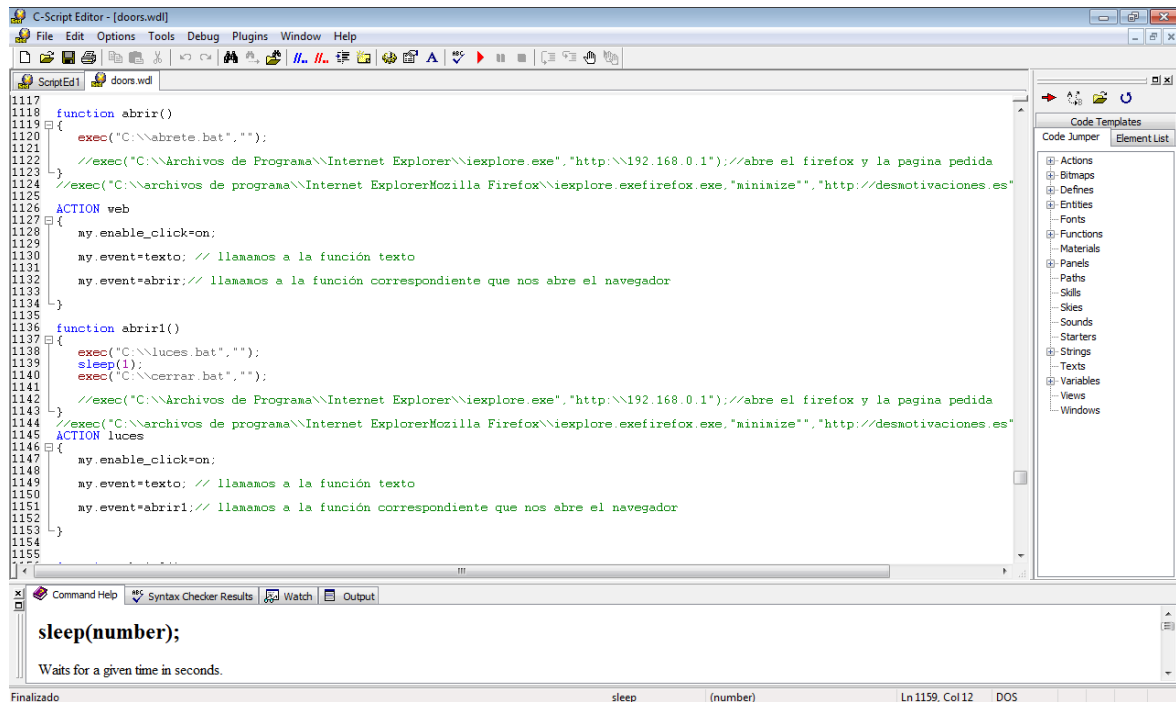 C-Script Editor - [doors.wdl]
File Edit Options Tools Debug Plugins Window Help
ScriptEd1 doors.wdl
1117
1118 function abrir()
1119 {
1120 exec("C:\\abrete.bat","");
1121
1122 //exec("C:\\Archivos de Programa\\Internet Explorer\\iexplore.exe","http:\\192.168.0.1");//abre el firefox y la pagina pedida
1123 }
1124 //exec("C:\\archivos de programa\\Internet ExplorerMozilla Firefox\\iexplore.exefirefox.exe,"minimize"","http://desmotivaciones.es"
1125
1126 ACTION web
1127 {
1128 my.enable_click=on;
1129
1130 my.event=texto; // llamamos a la función texto
1131
1132 my.event=abrir;// llamamos a la función correspondiente que nos abre el navegador
1133
1134 }
1135
1136 function abrir1()
1137 {
1138 exec("C:\\luces.bat","");
1139 sleep(1);
1140 exec("C:\\cerrar.bat","");
1141
1142 //exec("C:\\Archivos de Programa\\Internet Explorer\\iexplore.exe","http:\\192.168.0.1");//abre el firefox y la pagina pedida
1143 }
1144 //exec("C:\\archivos de programa\\Internet ExplorerMozilla Firefox\\iexplore.exefirefox.exe,"minimize"","http://desmotivaciones.es"
1145 ACTION luces
1146 {
1147 my.enable_click=on;
1148
1149 my.event=texto; // llamamos a la función texto
1150
1151 my.event=abrir1;// llamamos a la función correspondiente que nos abre el navegador
1152
1153 }
1154
1155
Code Templates
Code Jumper Element List
Actions
Bitmaps
Defines
Entities
Fonts
Functions
Materials
Panels
Paths
Skills
Skies
Sounds
Starters
Strings
Texts
Variables
Views
Windows
Command Help Syntax Checker Results Watch Output
sleep(number);
Waits for a given time in seconds.
Finalizado sleep (number) Ln 1159, Col 12 DOS